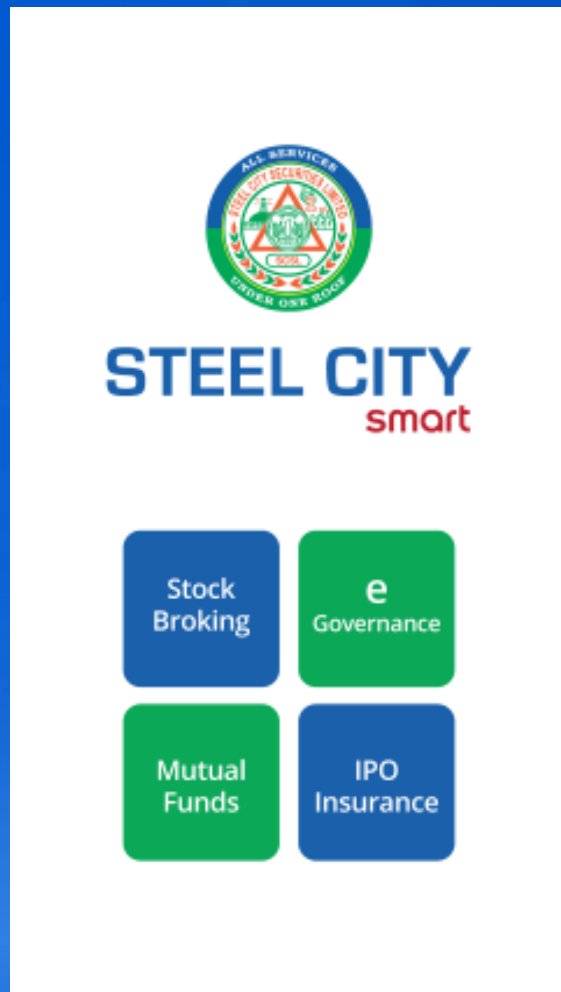 ALL SERVICES
STEEL CITY SECURITIES LIMITED
SCSL
UNDER ONE ROOF
STEEL CITY
smart
Stock
Broking
e
Governance
Mutual
Funds
IPO
Insurance